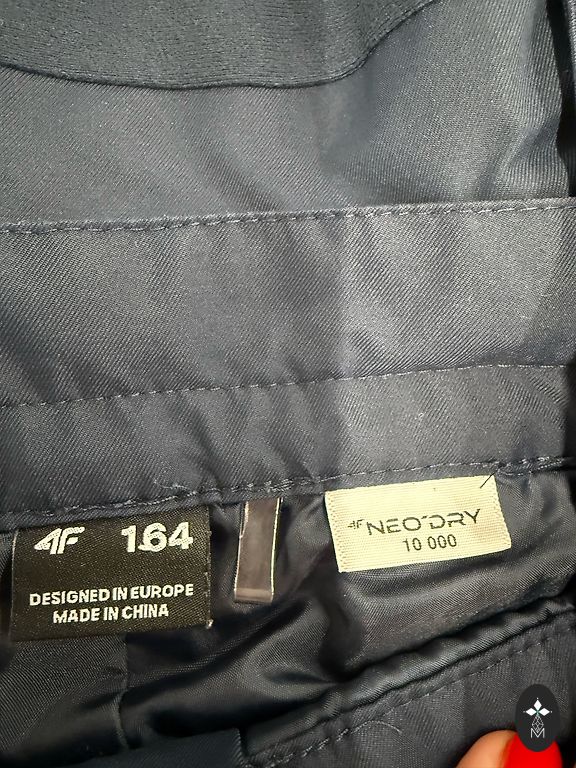 4F 164
DESIGNED IN EUROPE
MADE IN CHINA
4F NEO'DRY
10 000
M